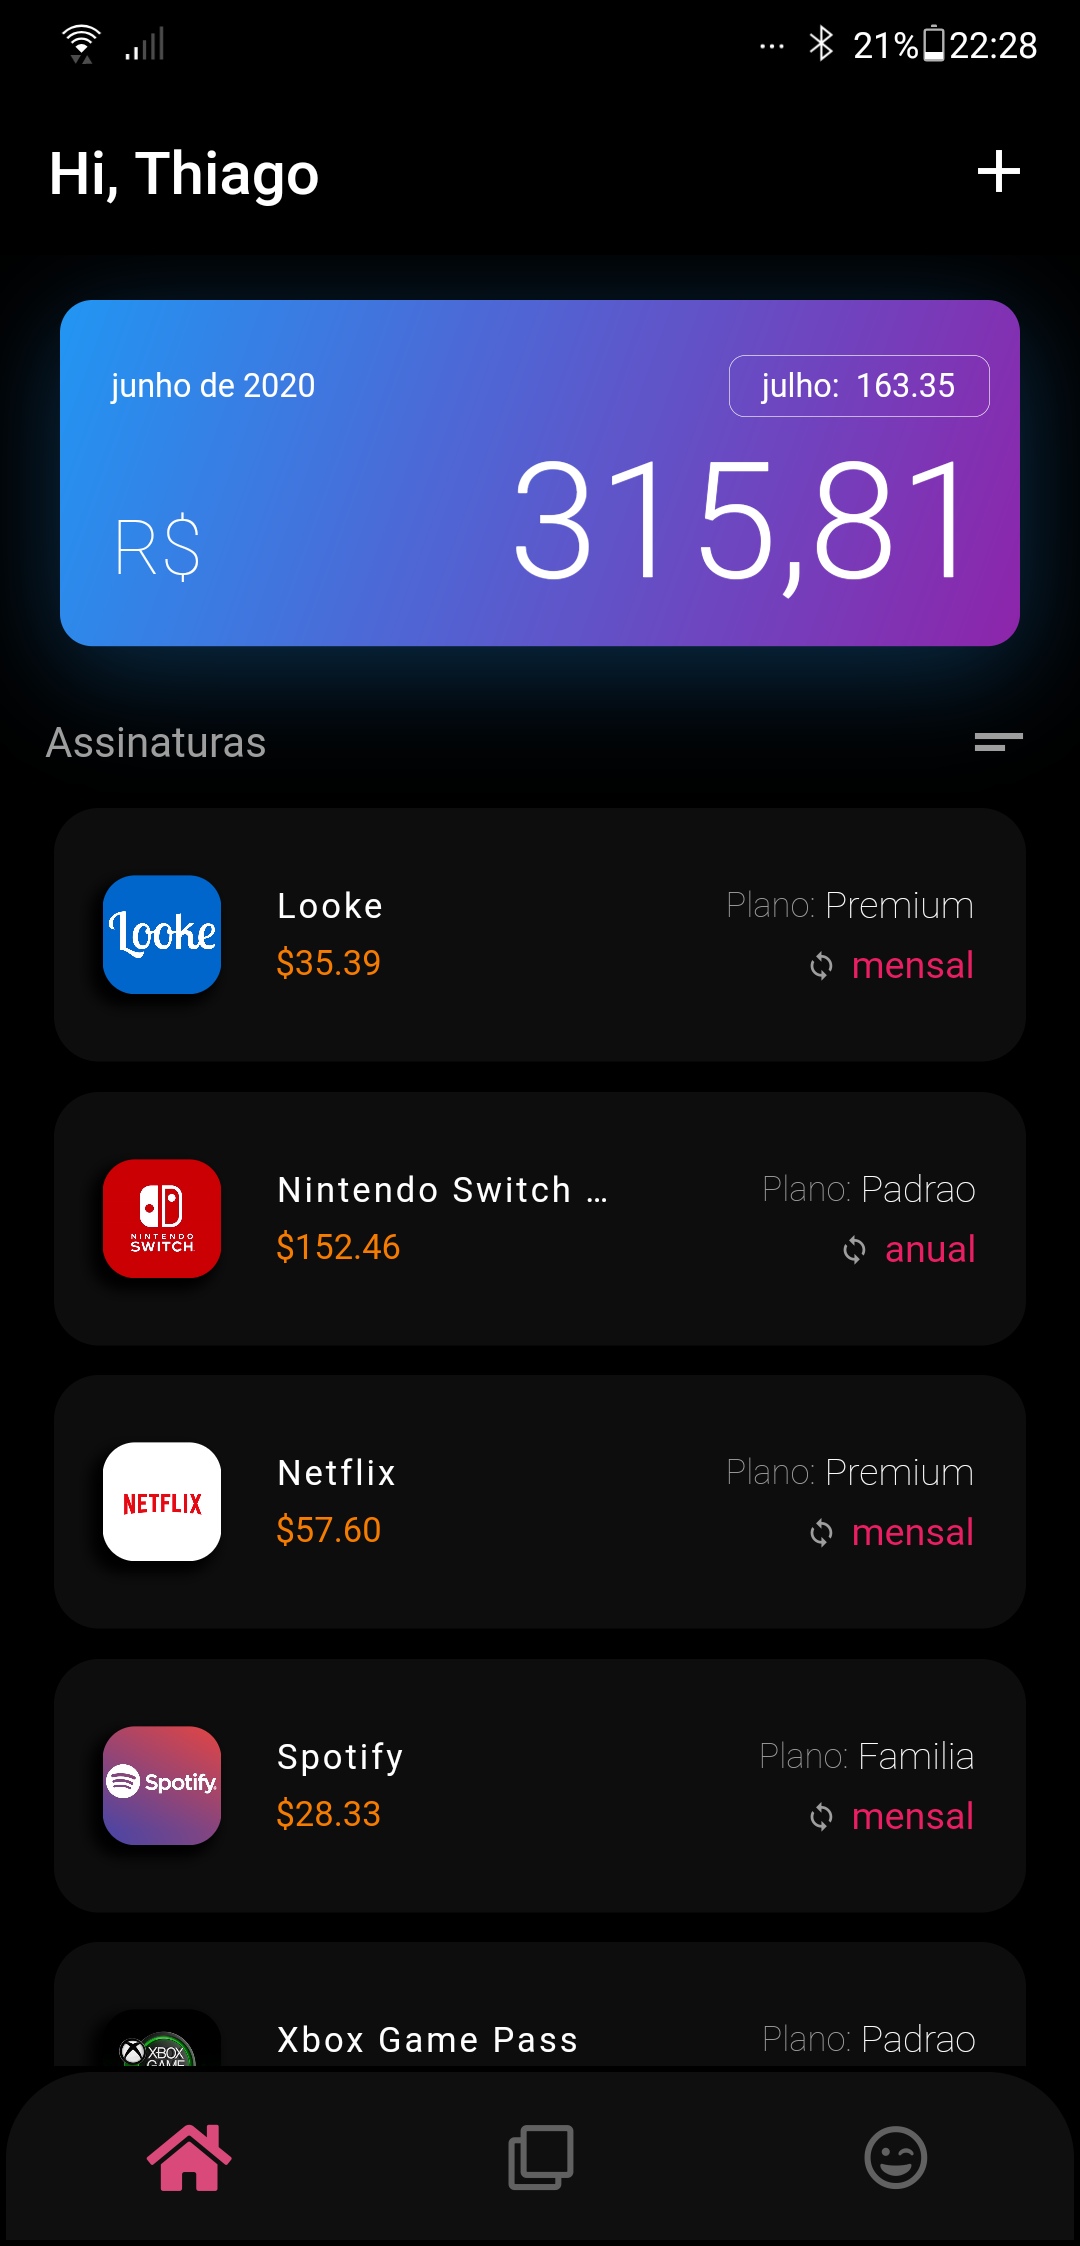 21% 22:28
Hi, Thiago
junho de 2020
julho: 163.35
R$ 315,81
Assinaturas
Looke
Looke
Plano: Premium
$35.39
mensal
NINTENDO
SWITCH
Nintendo Switch ...
Plano: Padrao
$152.46
anual
NETFLIX
Netflix
Plano: Premium
$57.60
mensal
Spotify
Spotify
Plano: Familia
$28.33
mensal
XBOX
GAME
Xbox Game Pass
Plano: Padrao